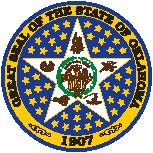 GREAT SEAL OF THE STATE OF OKLAHOMA
1907